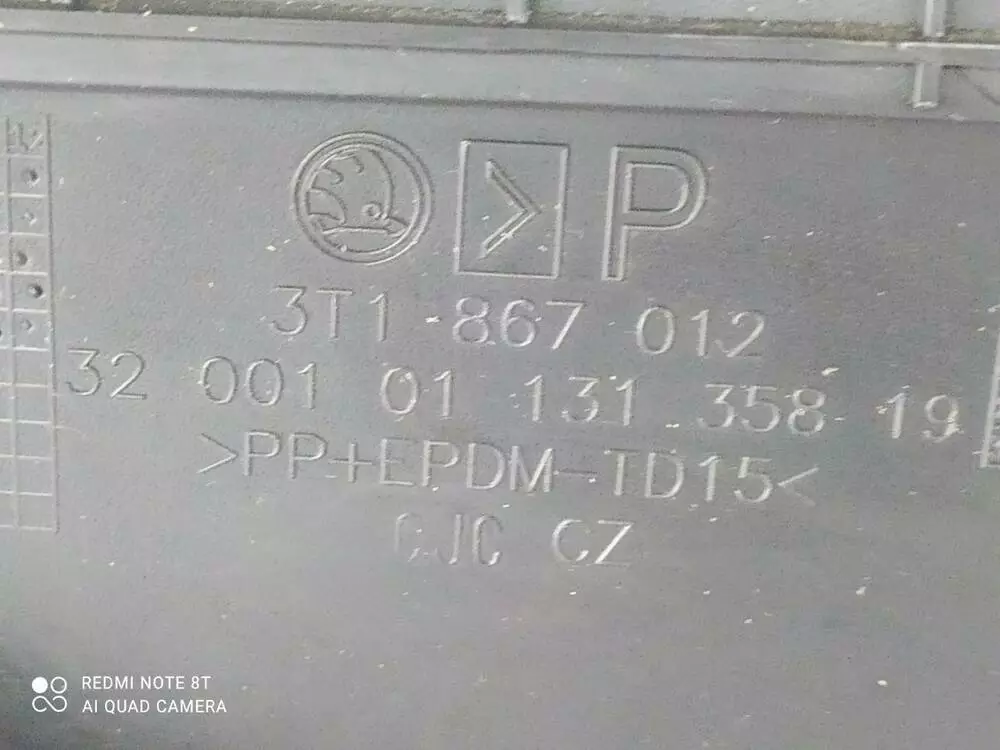 P
3T1 867 012
32 001 01 131 358 19
>PP+EPDM-TD15<
CJC CZ
REDMI NOTE 8T
AI QUAD CAMERA